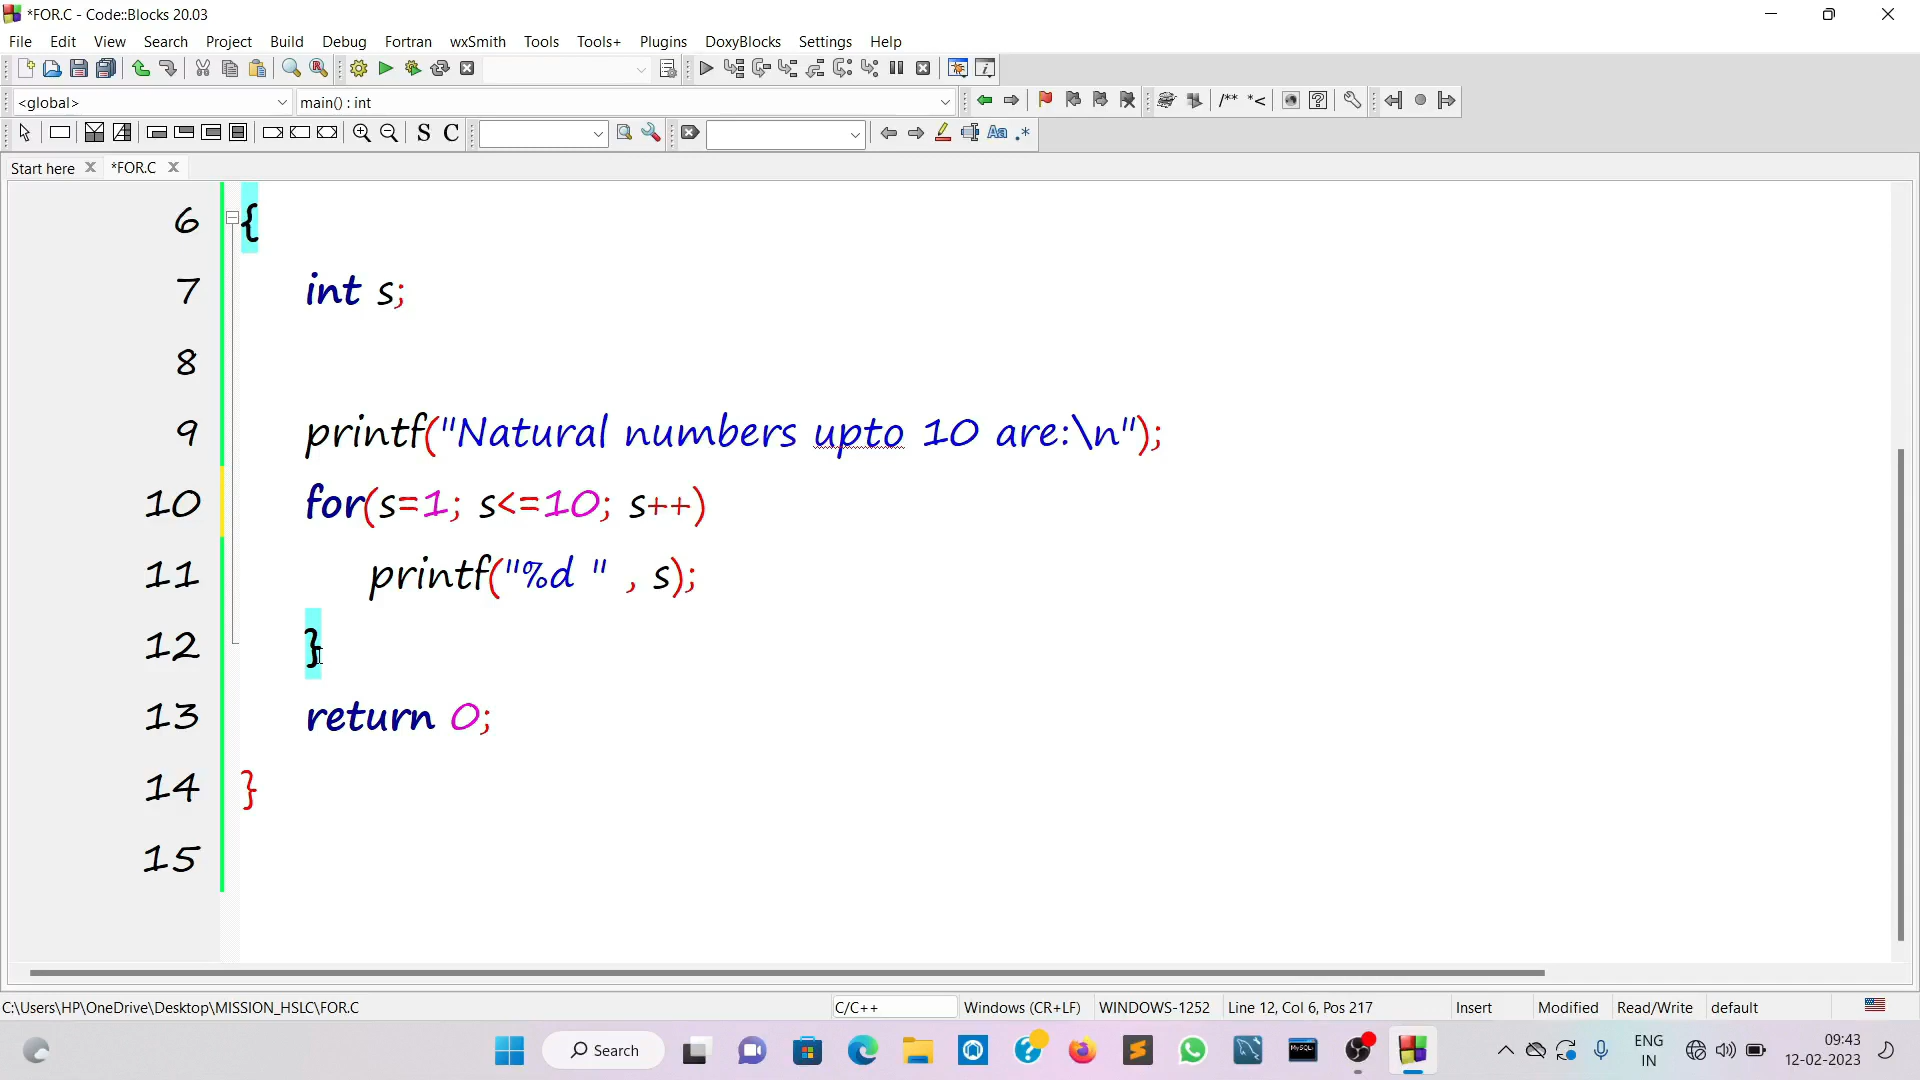 *FOR.C - Code::Blocks 20.03
File Edit View Search Project Build Debug Fortran wxSmith Tools Tools+ Plugins DoxyBlocks Settings Help
<global> main() : int /** *<
S C Aa .*
Start here *FOR.C
6 {
7 int s;
8
9 printf("Natural numbers upto 10 are:\n");
10 for(s=1; s<=10; s++)
11 printf("%d " , s);
12 }
13 return 0;
14 }
15
C:\Users\HP\OneDrive\Desktop\MISSION_HSLC\FOR.C C/C++ Windows (CR+LF) WINDOWS-1252 Line 12, Col 6, Pos 217 Insert Modified Read/Write default
Search ENG IN 09:43 12-02-2023